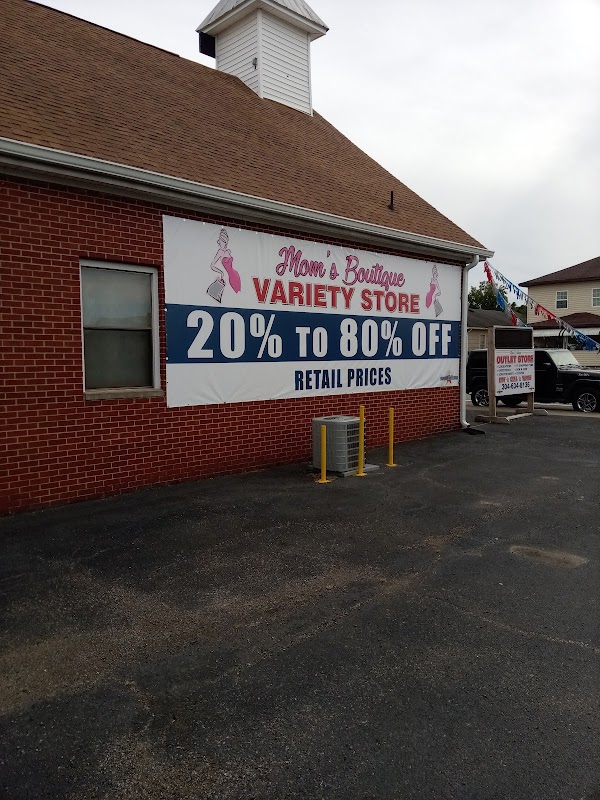 Mom's Boutique
VARIETY STORE
20% TO 80% OFF
RETAIL PRICES
OUTLET STORE